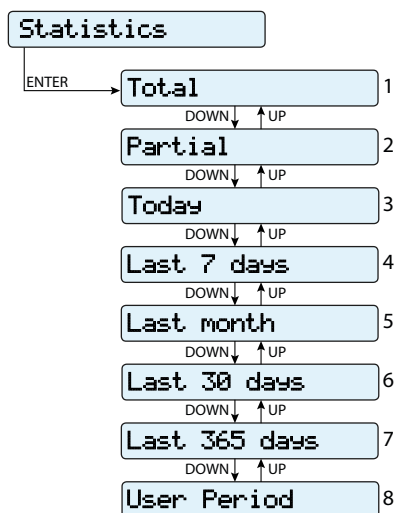 Statistics
ENTER
Total 1
DOWN UP
Partial 2
DOWN UP
Today 3
DOWN UP
Last 7 days 4
DOWN UP
Last month 5
DOWN UP
Last 30 days 6
DOWN UP
Last 365 days 7
DOWN UP
User Period 8